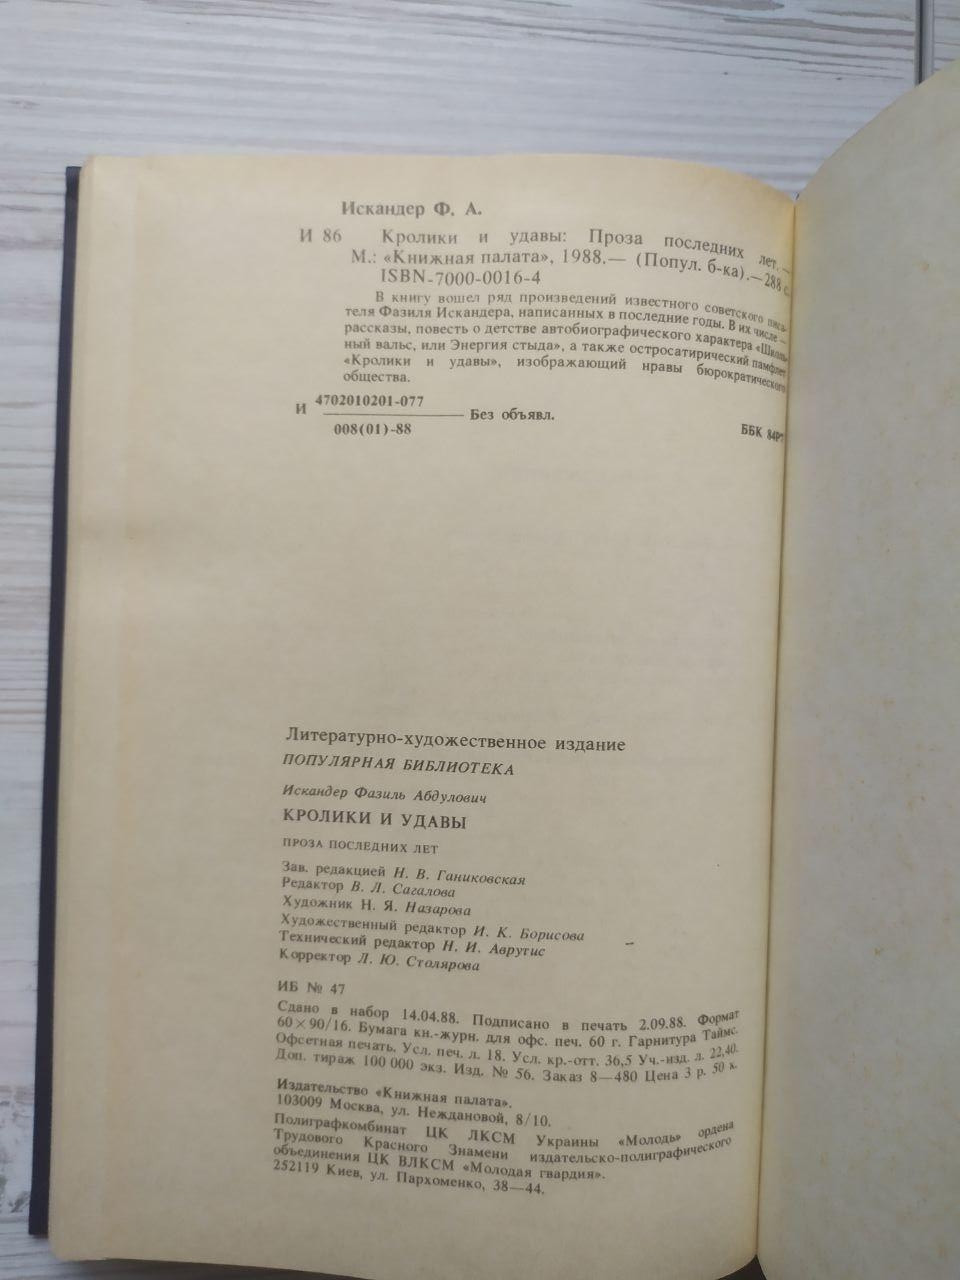 Искандер Ф. А.
И 86 Кролики и удавы: Проза последних лет.—
М.: «Книжная палата», 1988.— (Попул. б-ка).—288 с.
ISBN-7000-0016-4
В книгу вошел ряд произведений известного советского писа-
теля Фазиля Искандера, написанных в последние годы. В их числе –
рассказы, повесть о детстве автобиографического характера «Школь-
ный вальс, или Энергия стыда», а также остросатирический памфлет
«Кролики и удавы», изображающий нравы бюрократического
общества.
И 4702010201-077
008(01)-88 Без объявл.
ББК 84Р7
Литературно-художественное издание
ПОПУЛЯРНАЯ БИБЛИОТЕКА
Искандер Фазиль Абдулович
КРОЛИКИ И УДАВЫ
ПРОЗА ПОСЛЕДНИХ ЛЕТ
Зав. редакцией Н. В. Ганиковская
Редактор В. Л. Сагалова
Художник Н. Я. Назарова
Художественный редактор И. К. Борисова
Технический редактор Н. И. Аврутис
Корректор Л. Ю. Столярова
ИБ № 47
Сдано в набор 14.04.88. Подписано в печать 2.09.88. Формат
60×90/16. Бумага кн.-журн. для офс. печ. 60 г. Гарнитура Таймс.
Офсетная печать. Усл. печ. л. 18. Усл. кр.-отт. 36,5 Уч.-изд. л. 22,40.
Доп. тираж 100 000 экз. Изд. № 56. Заказ 8—480 Цена 3 р. 50 к.
Издательство «Книжная палата».
103009 Москва, ул. Неждановой, 8/10.
Полиграфкомбинат ЦК ЛКСМ Украины «Молодь» ордена
Трудового Красного Знамени издательско-полиграфического
объединения ЦК ВЛКСМ «Молодая гвардия».
252119 Киев, ул. Пархоменко, 38—44.